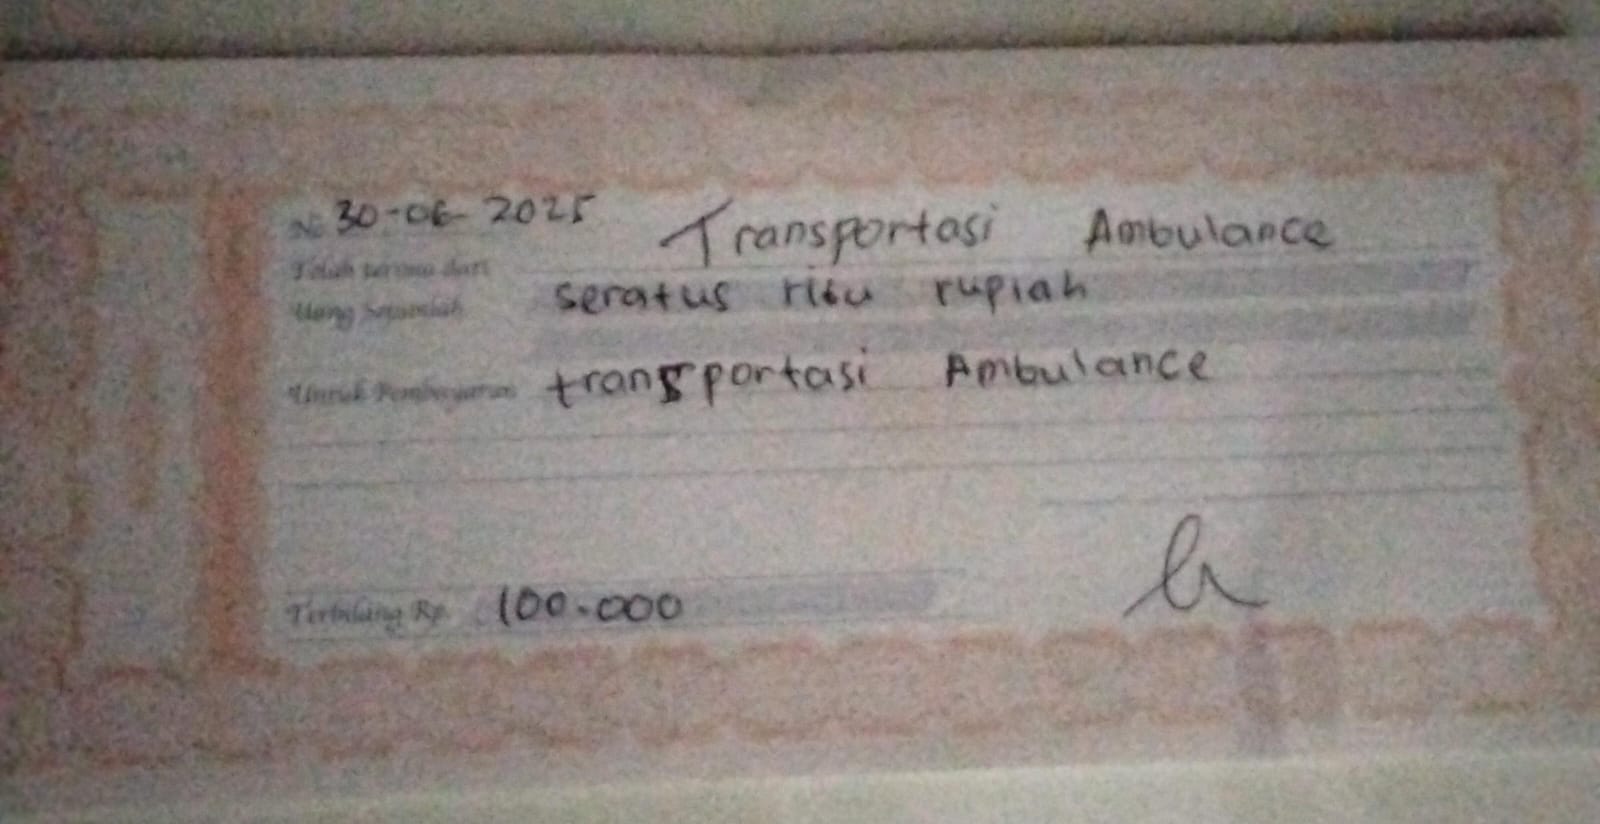 No. 30-06-2025 Transportasi Ambulance
Telah terima dari
Uang Sejumlah seratus ribu rupiah
Untuk Pembayaran transportasi Ambulance
Terbilang Rp. 100.000